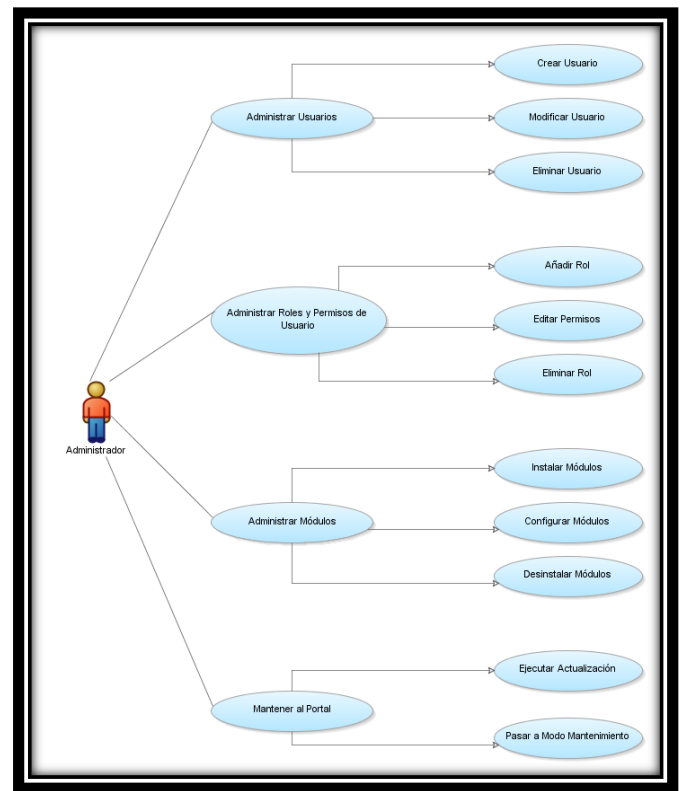 Crear Usuario
Administrar Usuarios
Modificar Usuario
Eliminar Usuario
Añadir Rol
Administrar Roles y Permisos de
Usuario
Editar Permisos
Eliminar Rol
Administrador
Instalar Módulos
Administrar Módulos
Configurar Módulos
Desinstalar Módulos
Ejecutar Actualización
Mantener al Portal
Pasar a Modo Mantenimiento